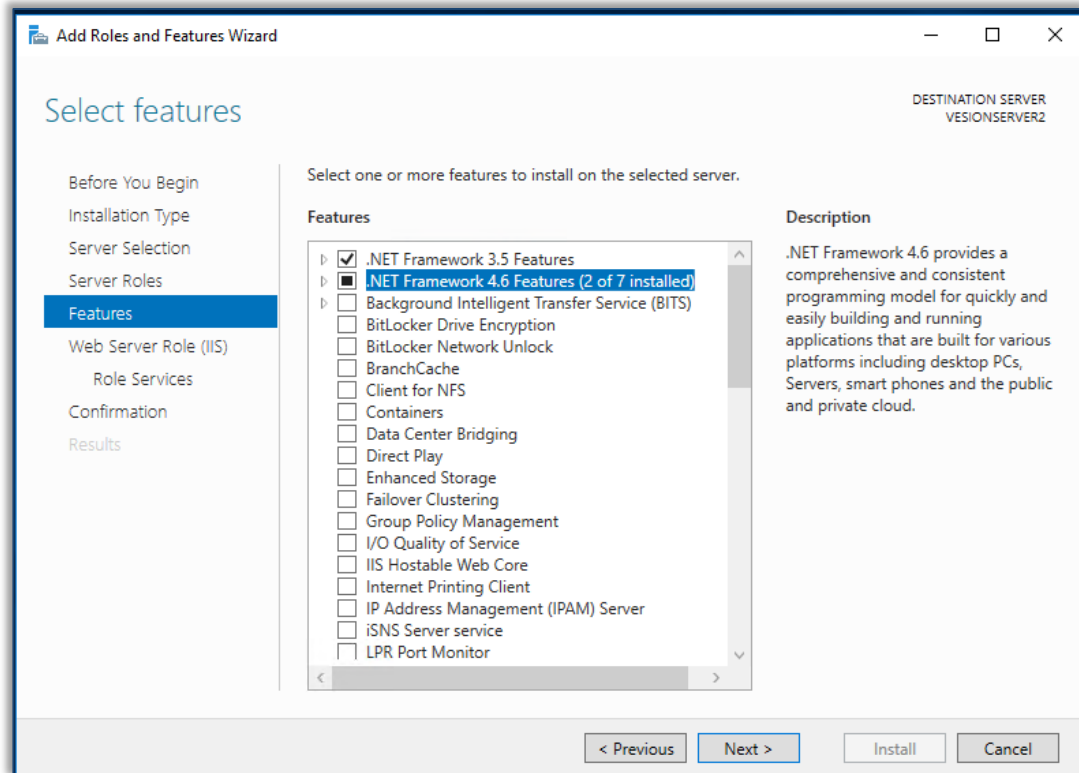 Add Roles and Features Wizard
Select features
DESTINATION SERVER
VESIONSERVER2
Before You Begin
Installation Type
Server Selection
Server Roles
Features
Web Server Role (IIS)
Role Services
Confirmation
Results
Select one or more features to install on the selected server.
Features
.NET Framework 3.5 Features
.NET Framework 4.6 Features (2 of 7 installed)
Background Intelligent Transfer Service (BITS)
BitLocker Drive Encryption
BitLocker Network Unlock
BranchCache
Client for NFS
Containers
Data Center Bridging
Direct Play
Enhanced Storage
Failover Clustering
Group Policy Management
I/O Quality of Service
IIS Hostable Web Core
Internet Printing Client
IP Address Management (IPAM) Server
iSNS Server service
LPR Port Monitor
Description
.NET Framework 4.6 provides a
comprehensive and consistent
programming model for quickly and
easily building and running
applications that are built for various
platforms including desktop PCs,
Servers, smart phones and the public
and private cloud.
< Previous
Next >
Install
Cancel